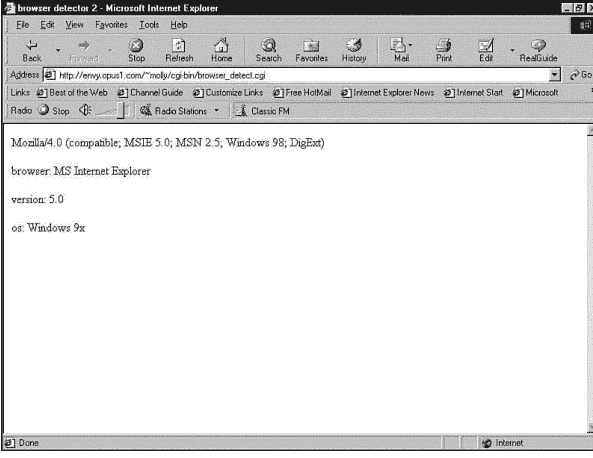 browser detector 2 - Microsoft Internet Explorer
File Edit View Favorites Tools Help
Back Forward Stop Refresh Home Search Favorites History Mail Print Edit RealGuide
Address http://envy.opus1.com/~molly/cgi-bin/browser_detect.cgi Go
Links Best of the Web Channel Guide Customize Links Free HotMail Internet Explorer News Internet Start Microsoft
Radio Stop Radio Stations Classic FM
Mozilla/4.0 (compatible; MSIE 5.0; MSN 2.5; Windows 98; DigExt)
browser: MS Internet Explorer
version: 5.0
os: Windows 9x
Done Internet